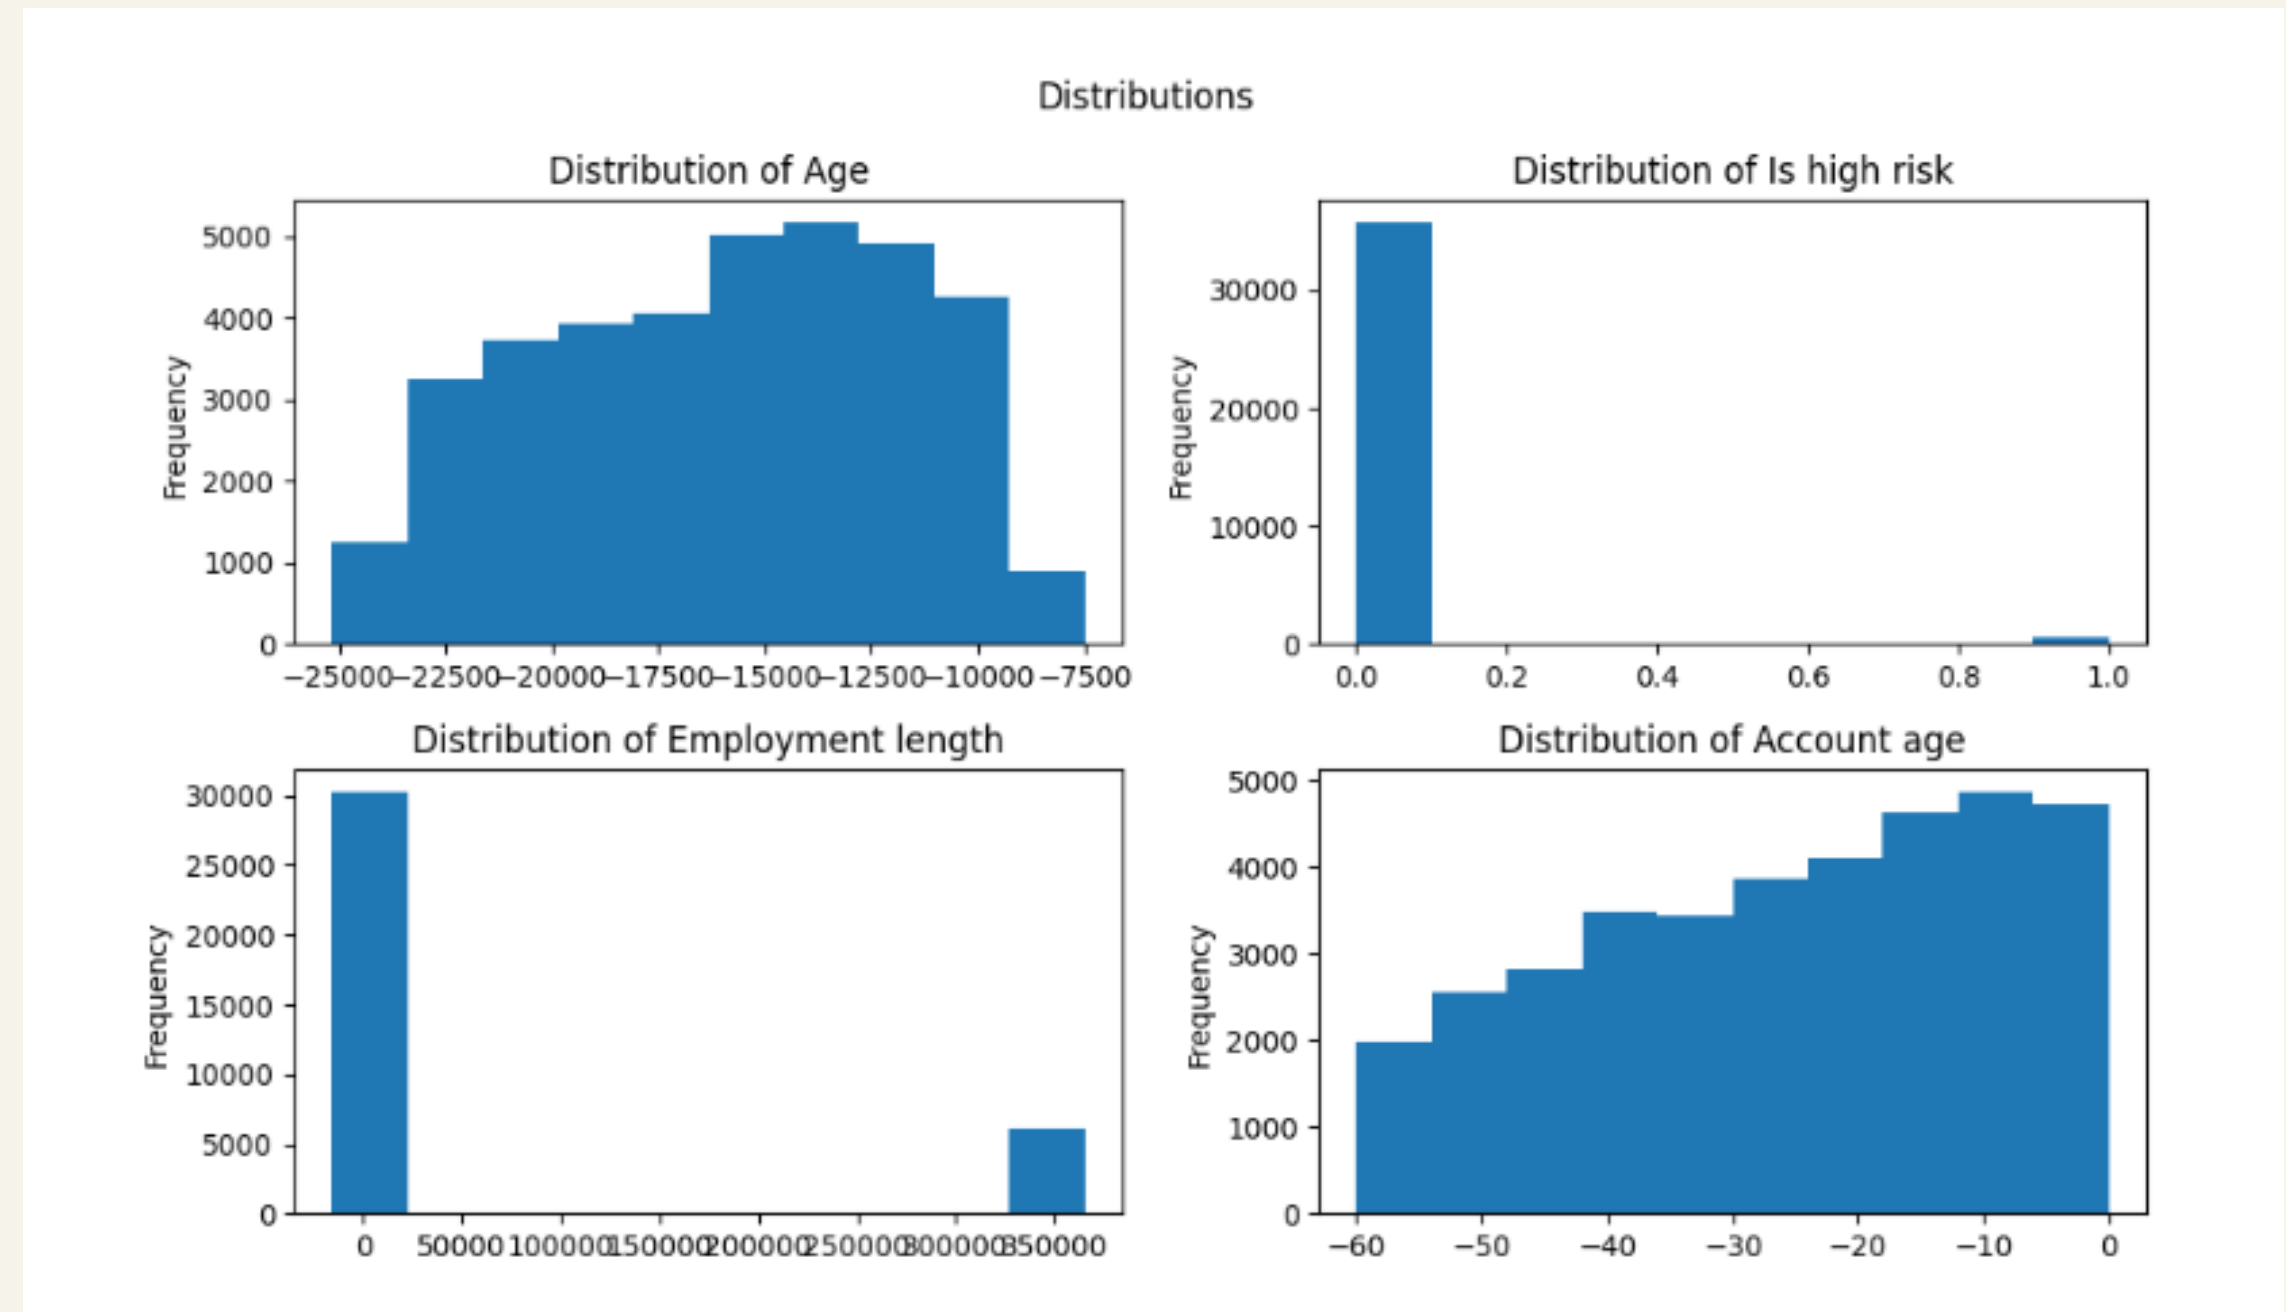 Distributions
Distribution of Age
Frequency
5000
4000
3000
2000
1000
0
−25000 −22500 −20000 −17500 −15000 −12500 −10000 −7500
Distribution of Is high risk
Frequency
30000
20000
10000
0
0.0 0.2 0.4 0.6 0.8 1.0
Distribution of Employment length
Frequency
30000
25000
20000
15000
10000
5000
0
0 50000 100000 150000 200000 250000 300000 350000
Distribution of Account age
Frequency
5000
4000
3000
2000
1000
0
−60 −50 −40 −30 −20 −10 0